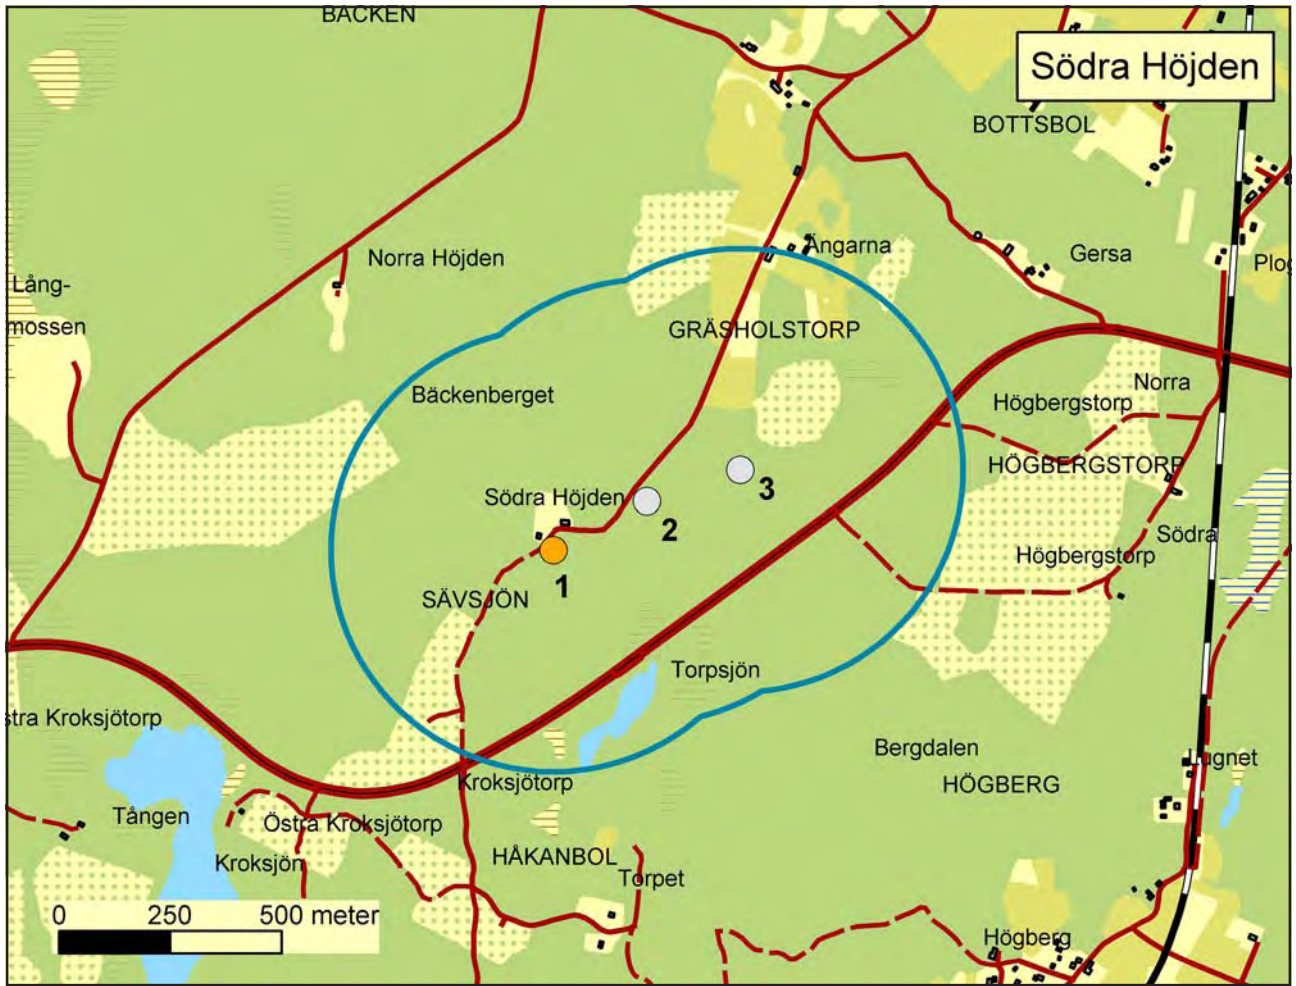 BÄCKEN
Södra Höjden
BOTTSBOL
Ängarna
Gersa
Norra Höjden
Plog
Lång-
mossen
GRÄSHOLSTORP
Bäckenberget
Norra
Högbergstorp
HÖGBERGSTORP
3
Södra Höjden
2
Södra
Högbergstorp
1
SÄVSJÖN
Torpsjön
stra Kroksjötorp
Bergdalen
Lugnet
Kroksjötorp
HÖGBERG
Tången
Östra Kroksjötorp
Kroksjön
HÅKANBOL
Torpet
0 250 500 meter
Högberg